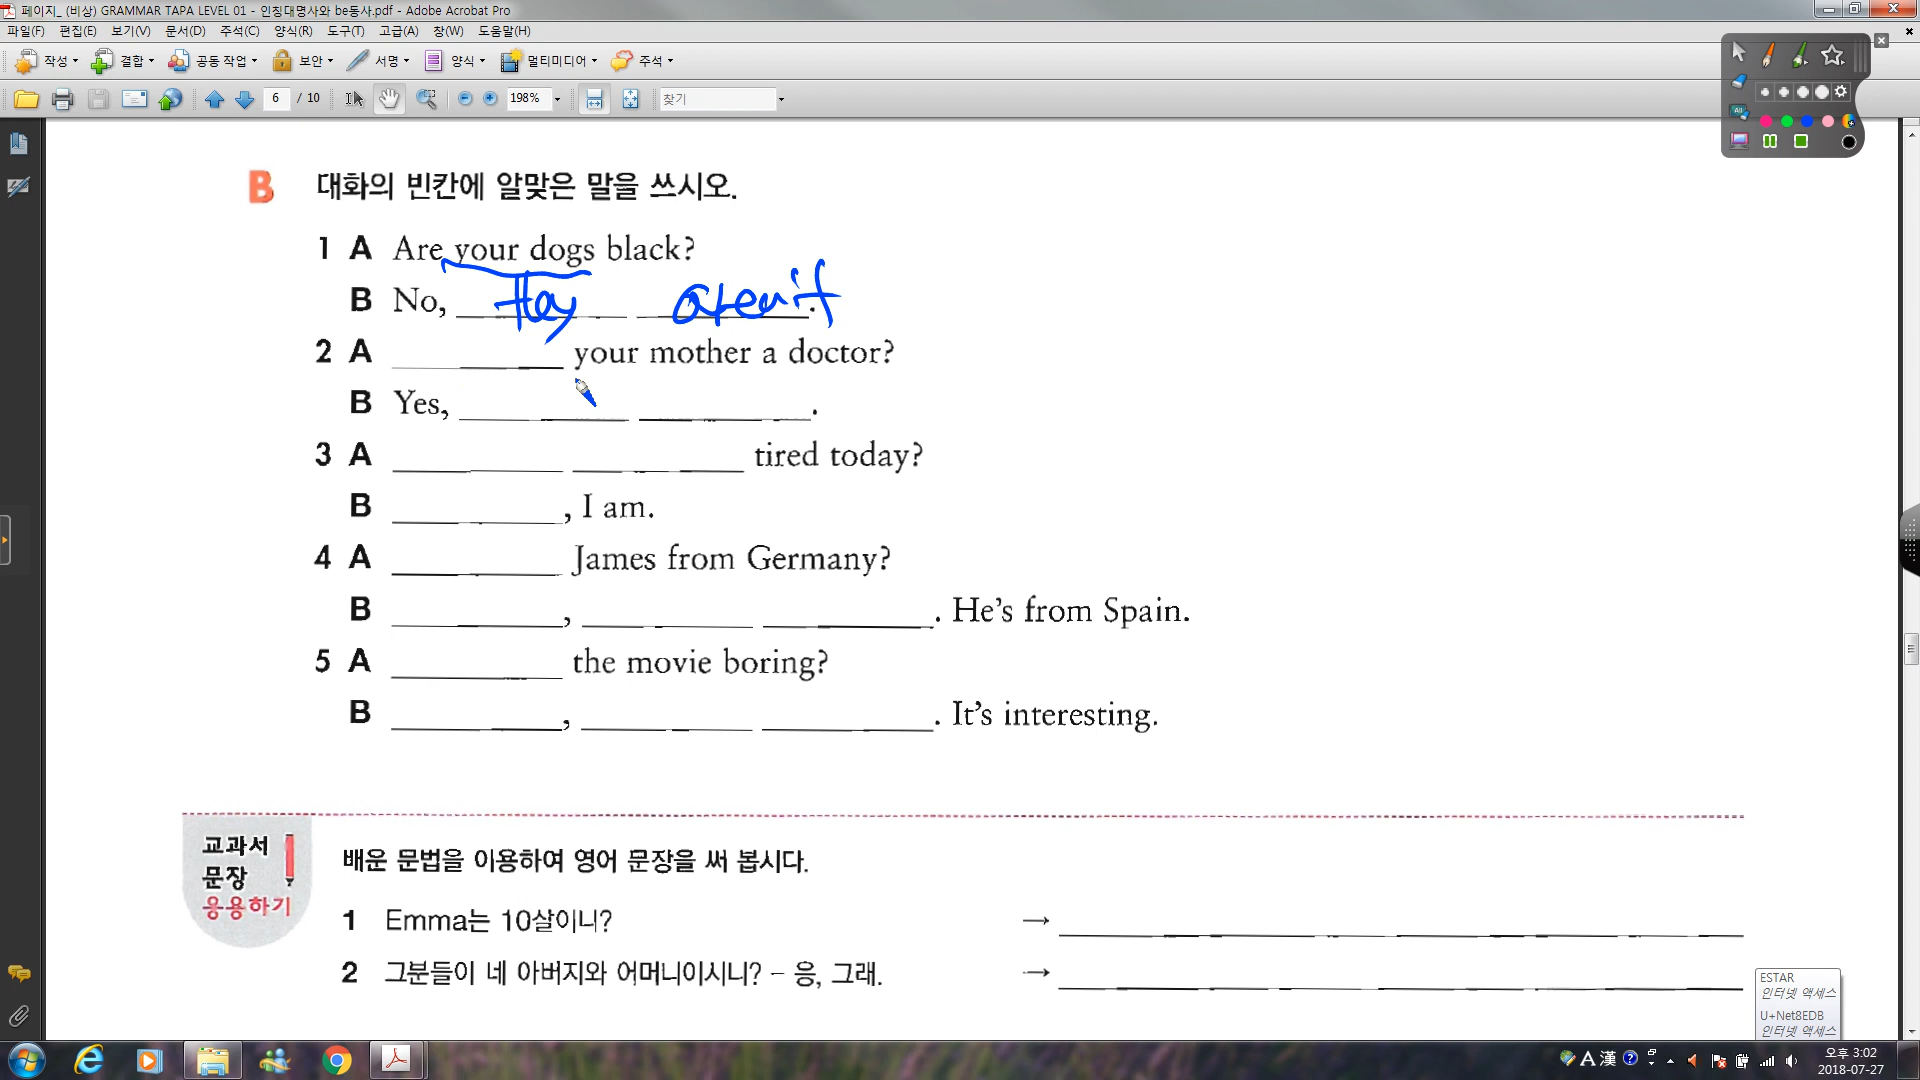 페이지_ (비상) GRAMMAR TAPA LEVEL 01 - 인칭대명사와 be동사.pdf - Adobe Acrobat Pro
파일(F) 편집(E) 보기(V) 문서(D) 주석(C) 양식(R) 도구(T) 고급(A) 창(W) 도움말(H)
작성 결합 공동 작업 보안 서명 양식 멀티미디어 주석
6 / 10 198% 찾기
B 대화의 빈칸에 알맞은 말을 쓰시오.
1 A Are your dogs black?
B No, they aren't.
2 A your mother a doctor?
B Yes, .
3 A tired today?
B , I am.
4 A James from Germany?
B , . He's from Spain.
5 A the movie boring?
B , . It's interesting.
교과서
문장
응용하기
배운 문법을 이용하여 영어 문장을 써 봅시다.
1 Emma는 10살이니? →
2 그분들이 네 아버지와 어머니이시니? – 응, 그래. →
ESTAR
인터넷 액세스
U+Net8EDB
인터넷 액세스
A 漢
오후 3:02
2018-07-27